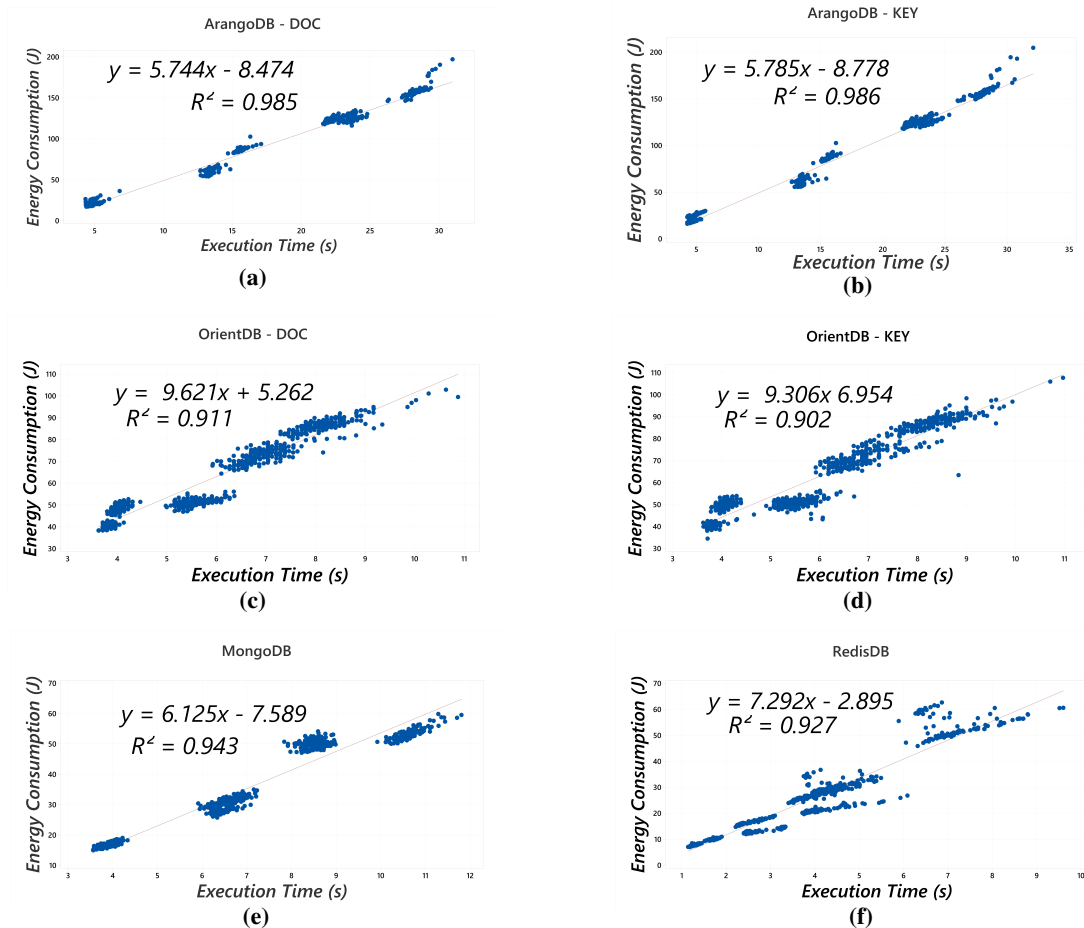 ArangoDB - DOC
Energy Consumption (J)
200
150
100
50
0
y = 5.744x - 8.474
R² = 0.985
5
10
15
20
25
30
Execution Time (s)
(a)
ArangoDB - KEY
Energy Consumption (J)
200
150
100
50
0
y = 5.785x - 8.778
R² = 0.986
5
10
15
20
25
30
35
Execution Time (s)
(b)
OrientDB - DOC
Energy Consumption (J)
110
100
90
80
70
60
50
40
30
y = 9.621x + 5.262
R² = 0.911
3
4
5
6
7
8
9
10
11
Execution Time (s)
(c)
OrientDB - KEY
Energy Consumption (J)
110
100
90
80
70
60
50
40
30
y = 9.306x 6.954
R² = 0.902
3
4
5
6
7
8
9
10
11
Execution Time (s)
(d)
MongoDB
Energy Consumption (J)
70
60
50
40
30
20
10
y = 6.125x - 7.589
R² = 0.943
3
4
5
6
7
8
9
10
11
12
Execution Time (s)
(e)
RedisDB
Energy Consumption (J)
70
60
50
40
30
20
10
0
y = 7.292x - 2.895
R² = 0.927
1
2
3
4
5
6
7
8
9
10
Execution Time (s)
(f)